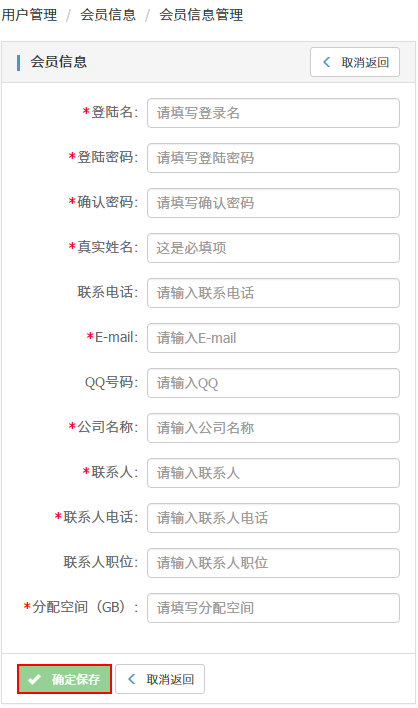 用户管理 / 会员信息 / 会员信息管理
会员信息
取消返回
*登陆名: 请填写登录名
*登陆密码: 请填写登陆密码
*确认密码: 请填写确认密码
*真实姓名: 这是必填项
联系电话: 请输入联系电话
*E-mail: 请输入E-mail
QQ号码: 请输入QQ
*公司名称: 请输入公司名称
*联系人: 请输入联系人
*联系人电话: 请输入联系人电话
联系人职位: 请输入联系人职位
*分配空间（GB）: 请填写分配空间
确定保存 取消返回